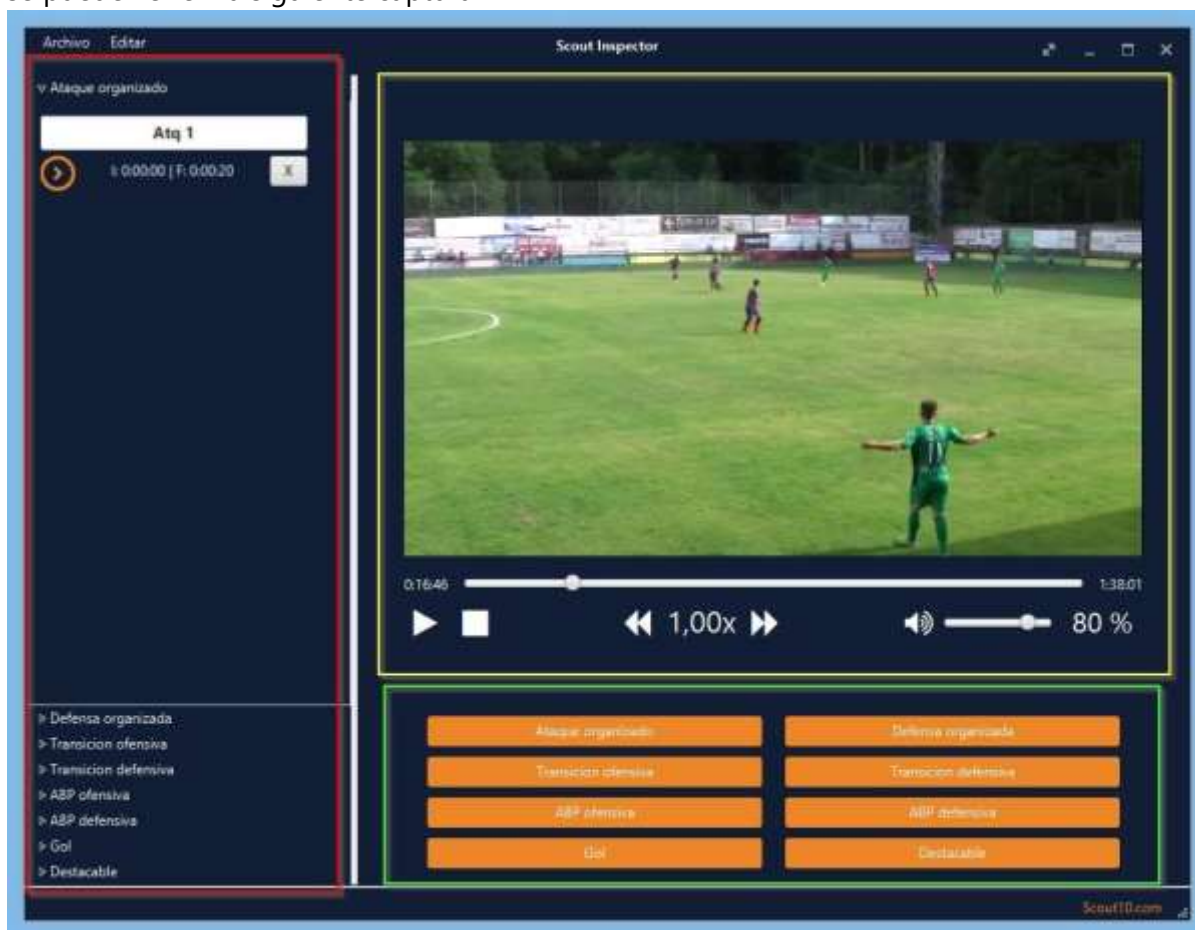 Archivo Editar Scout Inspector
Ataque organizado
Atq 1
I: 0:00:00 | F: 0:00:20 X
0:16:46 1:38:01
1,00x 80 %
Defensa organizada
Transicion ofensiva
Transicion defensiva
ABP ofensiva
ABP defensiva
Gol
Destacable
Ataque organizado Defensa organizada
Transicion ofensiva Transicion defensiva
ABP ofensiva ABP defensiva
Gol Destacable
Scout10.com